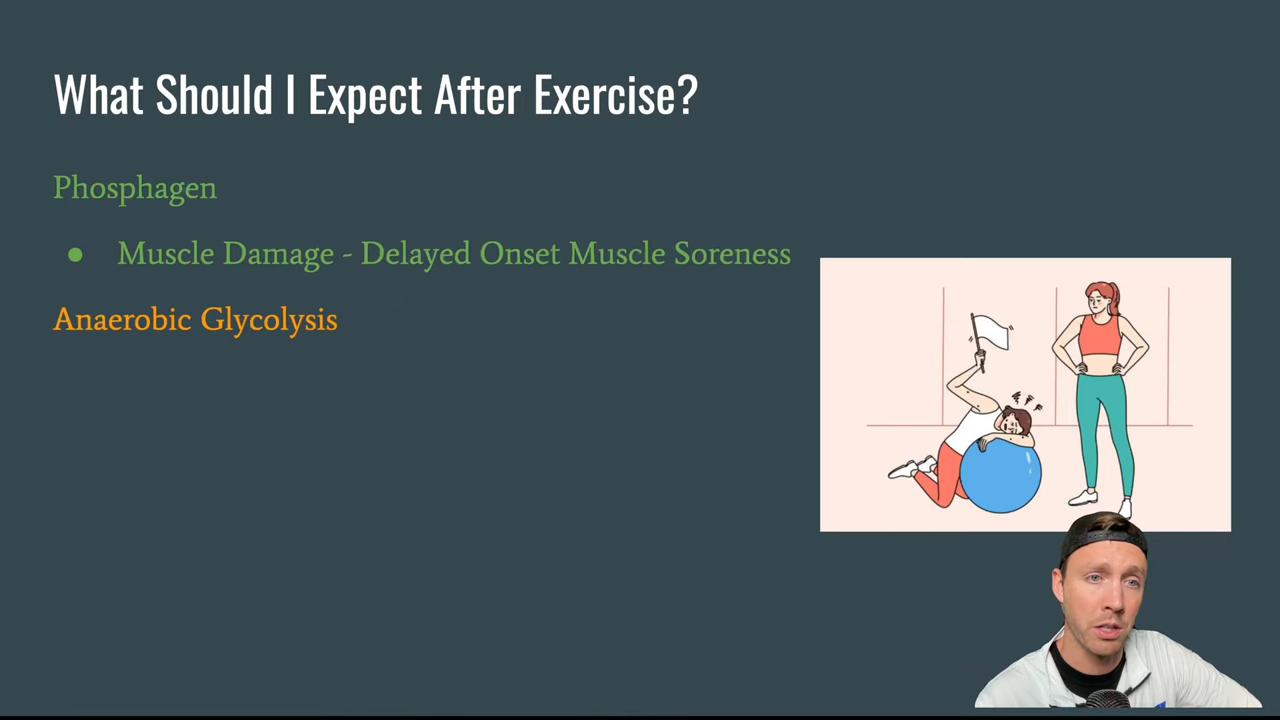 What Should I Expect After Exercise?
Phosphagen
● Muscle Damage - Delayed Onset Muscle Soreness
Anaerobic Glycolysis